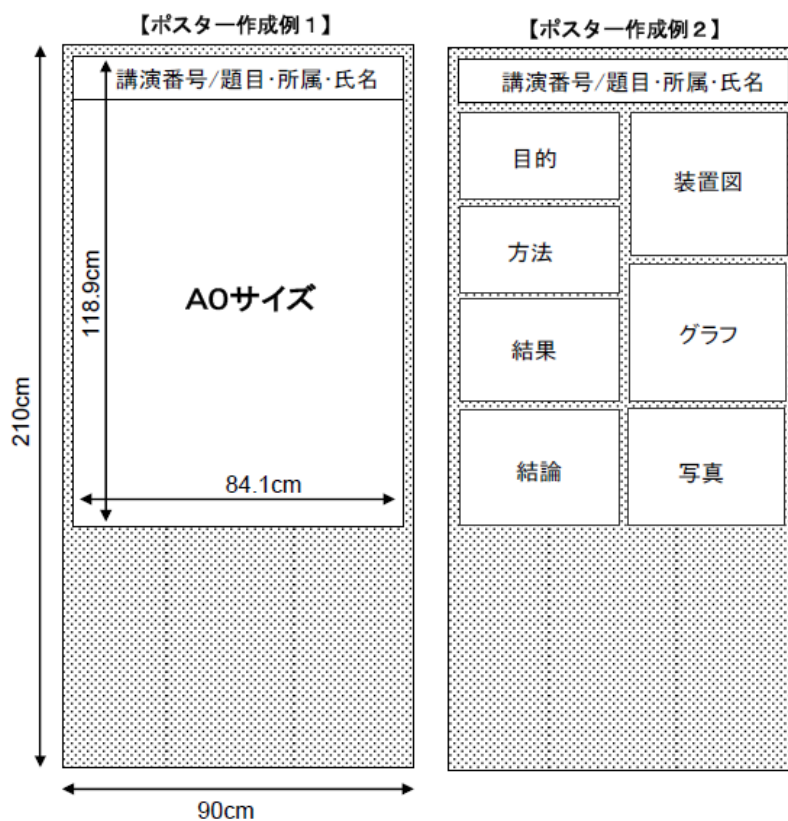 【ポスター作成例１】
講演番号/題目･所属･氏名
118.9cm
A0サイズ
84.1cm
210cm
90cm
【ポスター作成例２】
講演番号/題目･所属･氏名
目的
装置図
方法
グラフ
結果
結論
写真